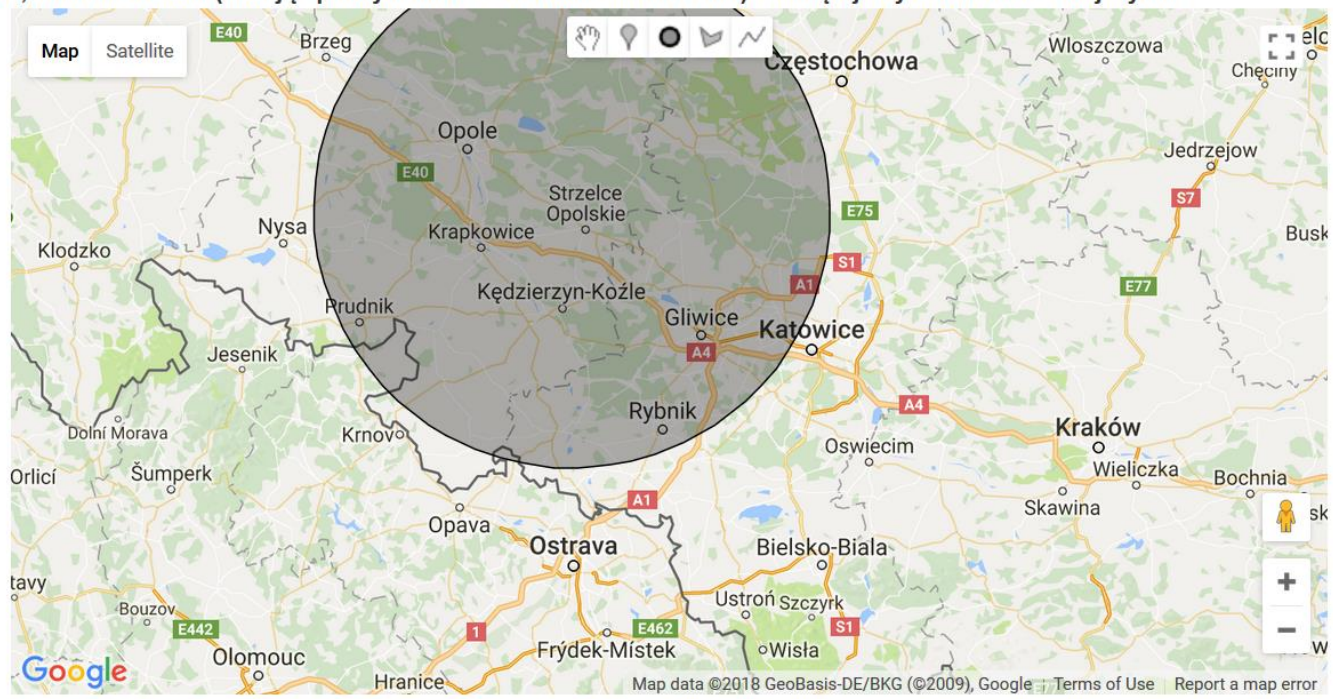 Map Satellite
E40
Brzeg
Częstochowa
Wloszczowa
Chęciny
Opole
E40
Jedrzejow
S7
Strzelce
Opolskie
E75
Nysa
Krapkowice
Klodzko
Busk
S1
A1
E77
Kędzierzyn-Koźle
Prudnik
Gliwice
Katowice
A4
Jesenik
A4
Rybnik
Dolní Morava
Krnov
Kraków
Oswiecim
Orlicí
Šumperk
Wieliczka
Bochnia
A1
Skawina
sk
Opava
Ostrava
Bielsko-Biala
tavy
Bouzov
Ustroń
Szczyrk
E442
1
E462
S1
Frýdek-Místek
Wisła
Olomouc
Google
Hranice
Map data ©2018 GeoBasis-DE/BKG (©2009), Google Terms of Use Report a map error